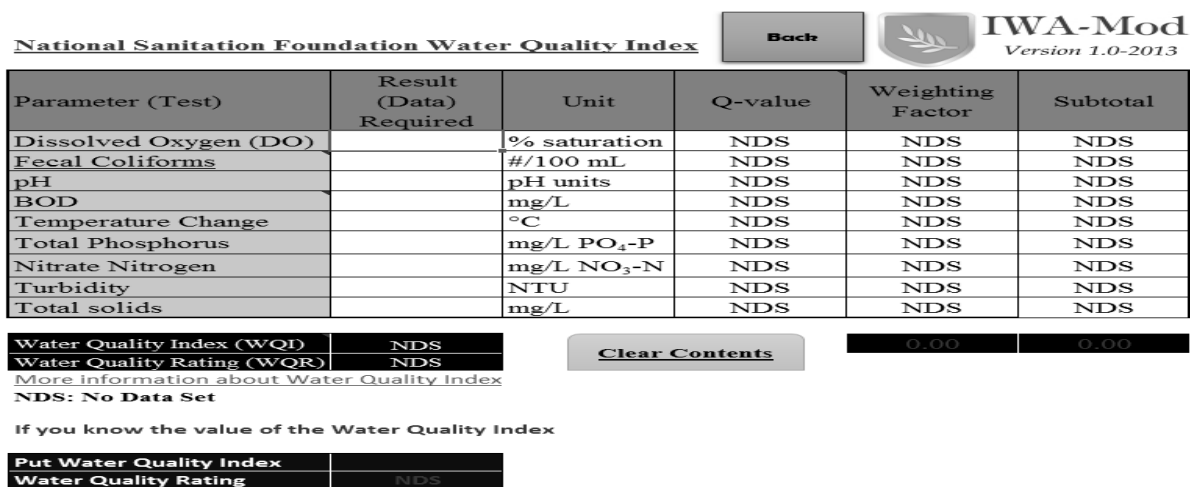 National Sanitation Foundation Water Quality Index
Back
IWA-Mod
Version 1.0-2013
Parameter (Test) Result (Data) Required Unit Q-value Weighting Factor Subtotal
Dissolved Oxygen (DO) % saturation NDS NDS NDS
Fecal Coliforms #/100 mL NDS NDS NDS
pH pH units NDS NDS NDS
BOD mg/L NDS NDS NDS
Temperature Change °C NDS NDS NDS
Total Phosphorus mg/L PO₄-P NDS NDS NDS
Nitrate Nitrogen mg/L NO₃-N NDS NDS NDS
Turbidity NTU NDS NDS NDS
Total solids mg/L NDS NDS NDS
Water Quality Index (WQI) NDS
Water Quality Rating (WQR) NDS
Clear Contents
0.00 0.00
More information about Water Quality Index
NDS: No Data Set
If you know the value of the Water Quality Index
Put Water Quality Index
Water Quality Rating NDS